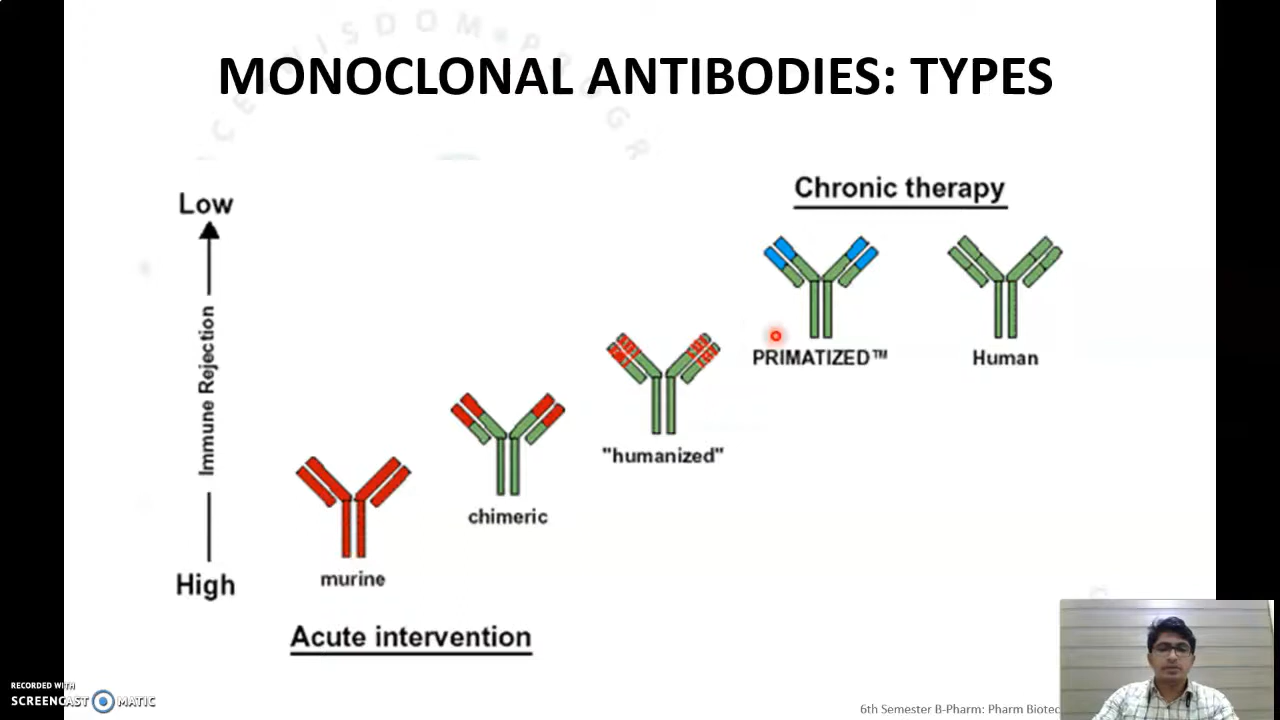 MONOCLONAL ANTIBODIES: TYPES
Chronic therapy
Low
Immune Rejection
High
PRIMATIZED™
Human
"humanized"
chimeric
murine
Acute intervention
RECORDED WITH
SCREENCAST MATIC
6th Semester B-Pharm: Pharm Biotec